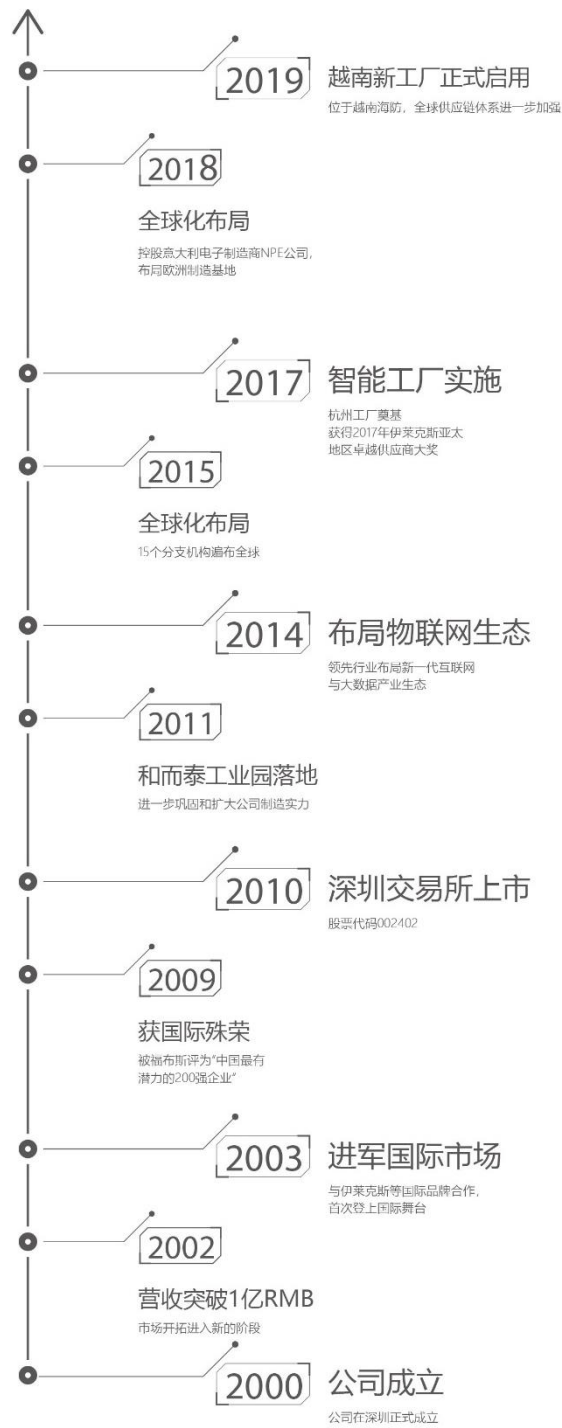 2019
越南新工厂正式启用
位于越南海防，全球供应链体系进一步加强
2018
全球化布局
控股意大利电子制造商NPE公司，
布局欧洲制造基地
2017
智能工厂实施
杭州工厂奠基
获得2017年伊莱克斯亚太
地区卓越供应商大奖
2015
全球化布局
15个分支机构遍布全球
2014
布局物联网生态
领先行业布局新一代互联网
与大数据产业生态
2011
和而泰工业园落地
进一步巩固和扩大公司制造实力
2010
深圳交易所上市
股票代码002402
2009
获国际殊荣
被福布斯评为“中国最有
潜力的200强企业”
2003
进军国际市场
与伊莱克斯等国际品牌合作，
首次登上国际舞台
2002
营收突破1亿RMB
市场开拓进入新的阶段
2000
公司成立
公司在深圳正式成立